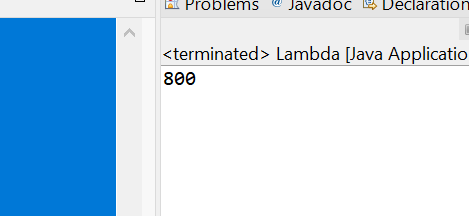 Problems @ Javadoc Declaration
<terminated> Lambda [Java Applicatio
800